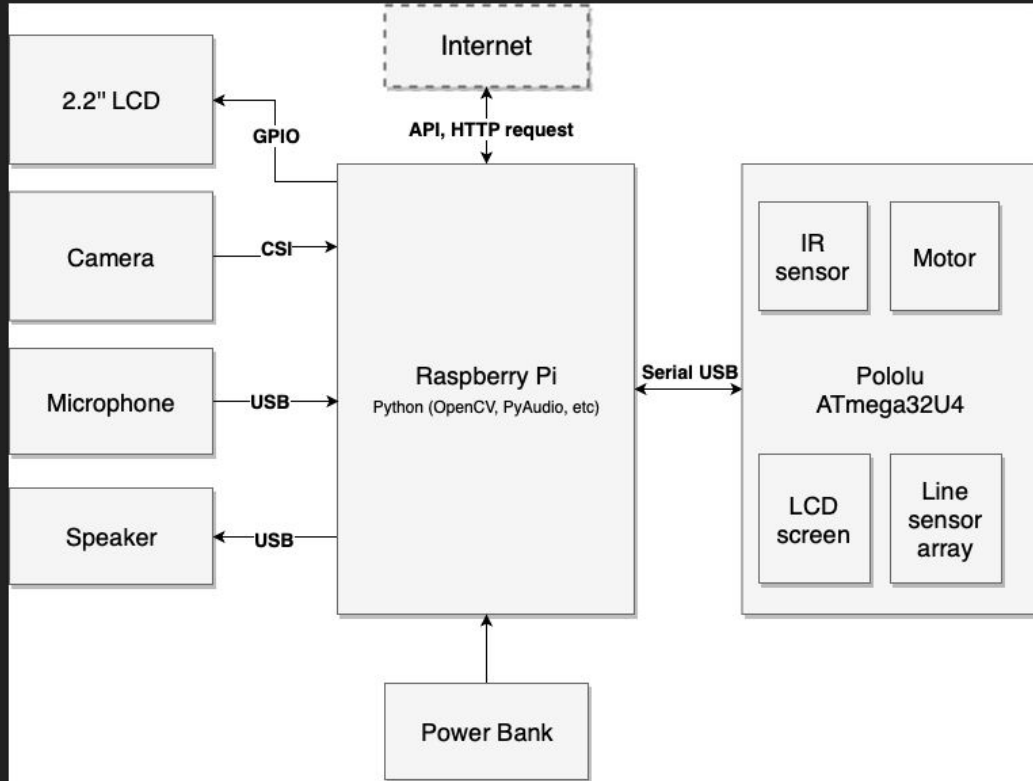 Internet
2.2" LCD
GPIO
API, HTTP request
Camera
CSI
IR
sensor
Motor
Microphone
USB
Raspberry Pi
Python (OpenCV, PyAudio, etc)
Serial USB
Pololu
ATmega32U4
Speaker
USB
LCD
screen
Line
sensor
array
Power Bank